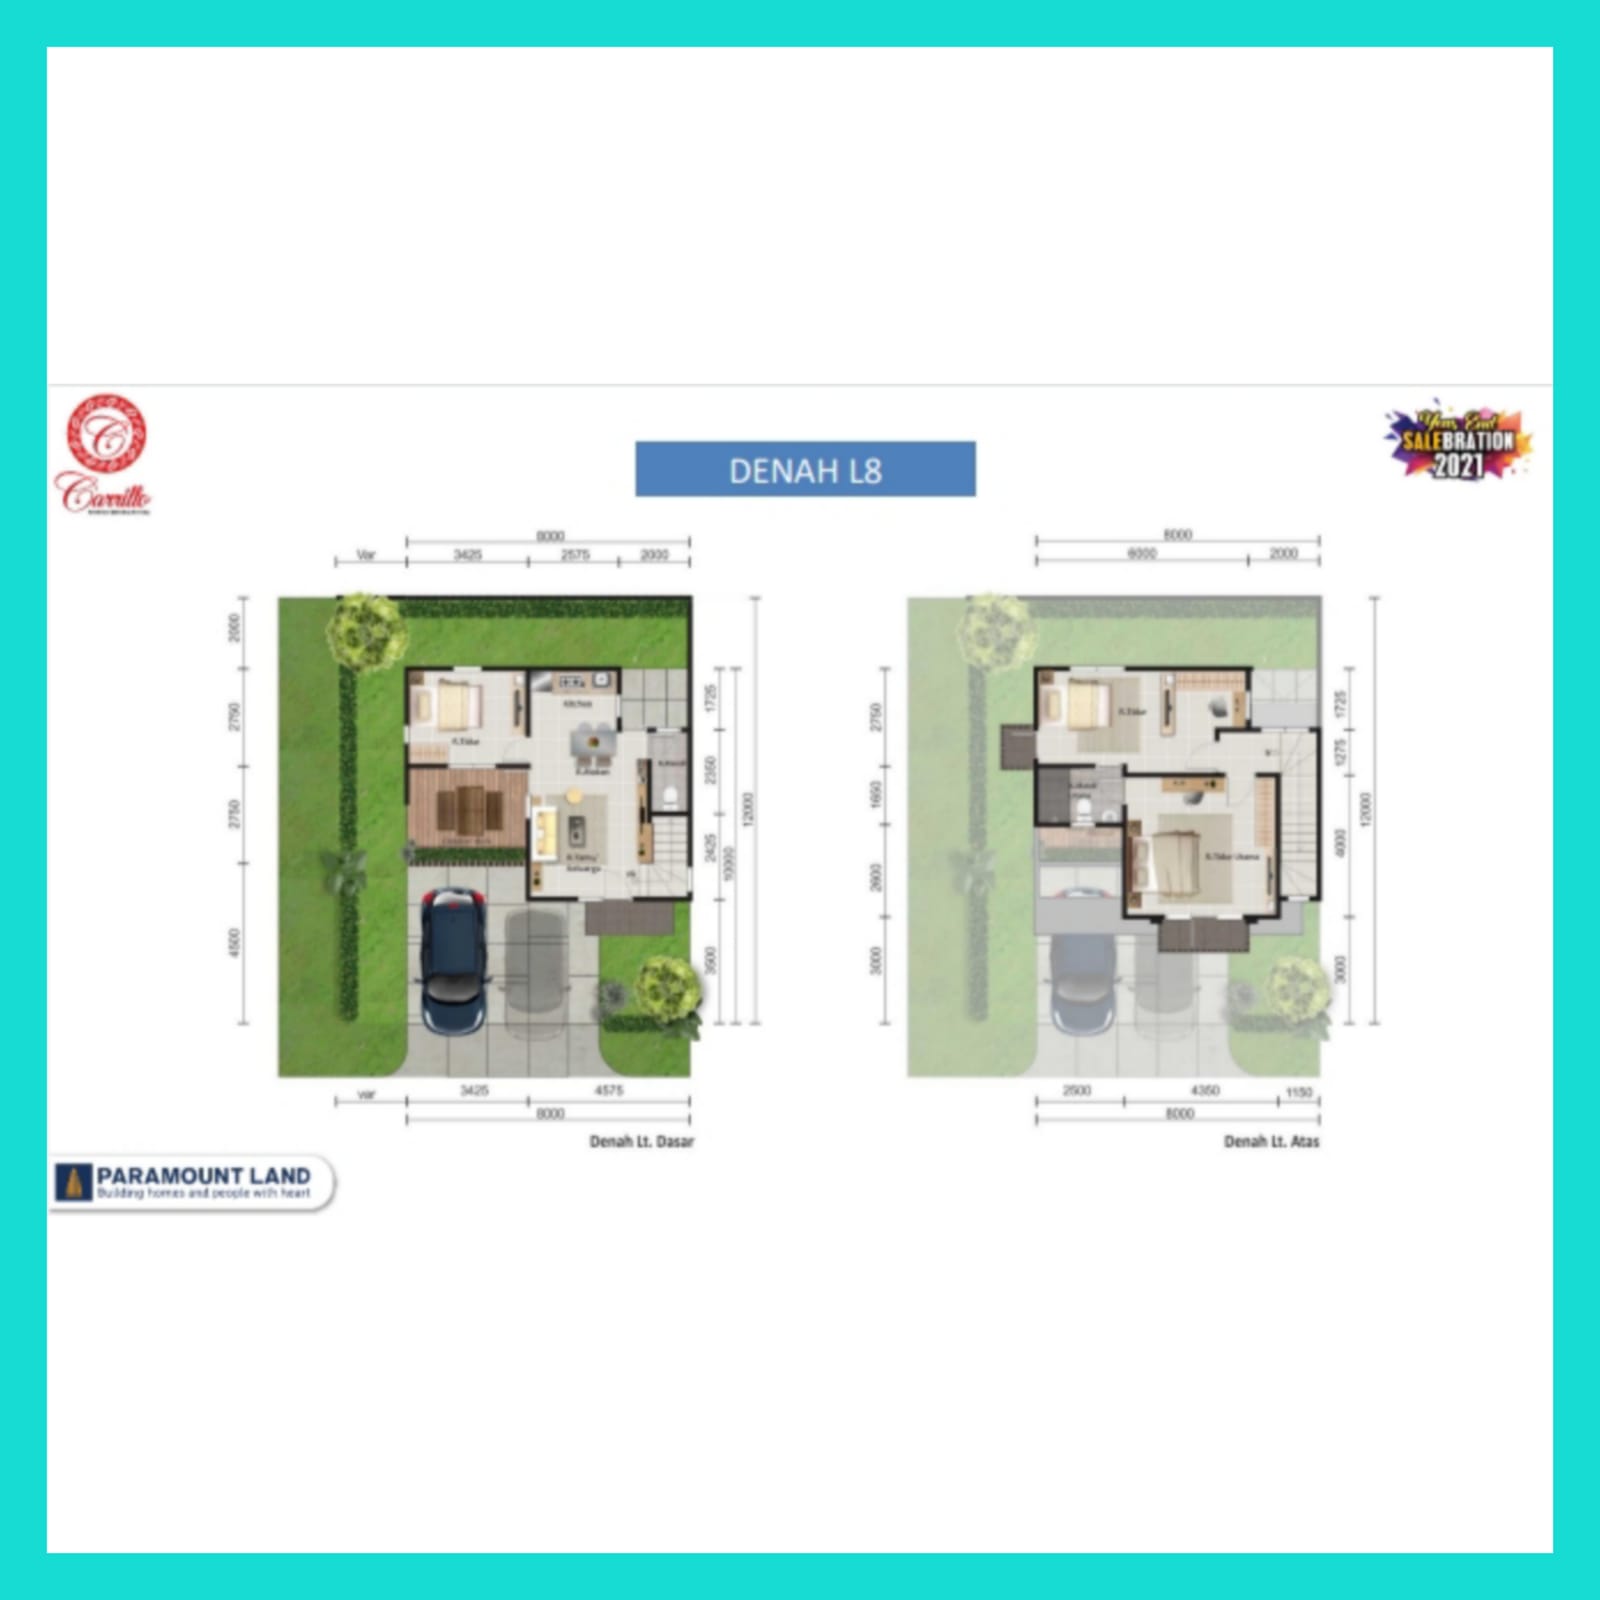 Carrillo
Year End
SALEBRATION
2021
DENAH L8
8000
Var
3425
2575
2000
2000
2750
2750
4500
1725
2350
2425
3500
10000
12000
R.Tidur
Kitchen
R.Makan
R.Tamu/
Keluarga
var
3425
4575
8000
Denah Lt. Dasar
8000
6000
2000
2750
1650
2600
3000
1725
1275
4000
3000
12000
R.Tidur
R.Tidur Utama
2500
4350
1150
8000
Denah Lt. Atas
PARAMOUNT LAND
Building homes and people with heart